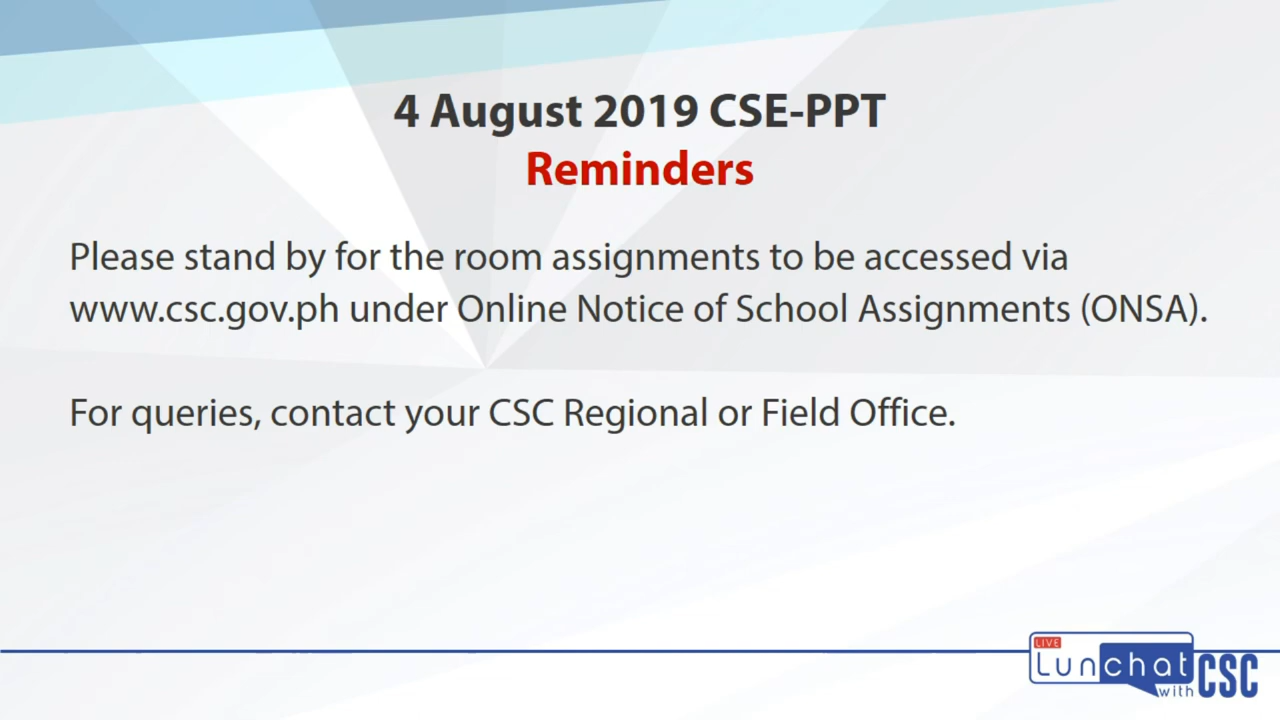 4 August 2019 CSE-PPT
Reminders
Please stand by for the room assignments to be accessed via
www.csc.gov.ph under Online Notice of School Assignments (ONSA).
For queries, contact your CSC Regional or Field Office.
LIVE
Lunchat
with CSC